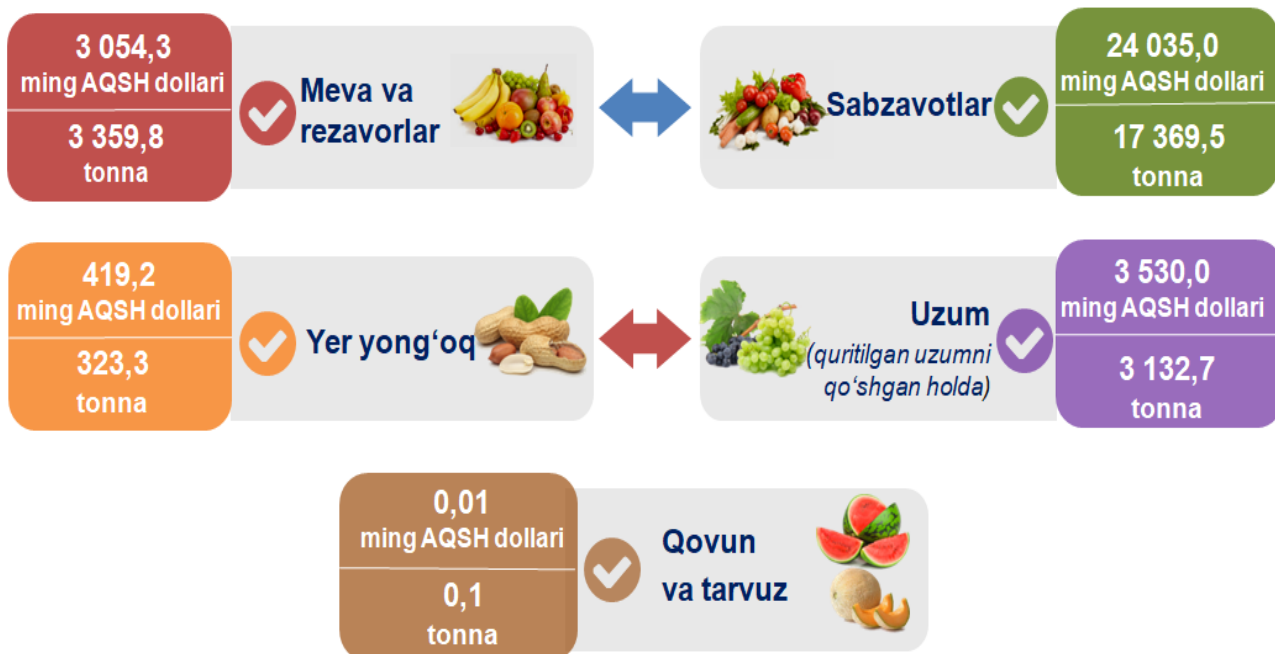 3 054,3
ming AQSH dollari
3 359,8
tonna
Meva va
rezavorlar
Sabzavotlar
24 035,0
ming AQSH dollari
17 369,5
tonna
419,2
ming AQSH dollari
323,3
tonna
Yer yong‘oq
Uzum
(quritilgan uzumni
qo‘shgan holda)
3 530,0
ming AQSH dollari
3 132,7
tonna
0,01
ming AQSH dollari
0,1
tonna
Qovun
va tarvuz